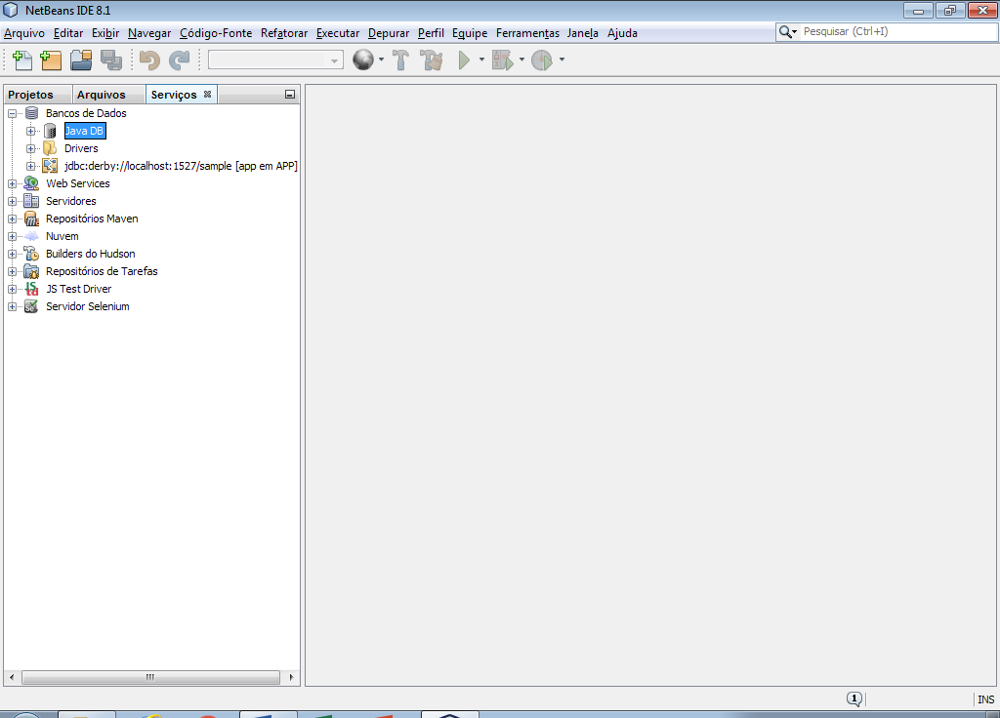 NetBeans IDE 8.1
Arquivo Editar Exibir Navegar Código-Fonte Refatorar Executar Depurar Perfil Equipe Ferramentas Janela Ajuda
Pesquisar (Ctrl+I)
Projetos Arquivos Serviços
Bancos de Dados
Java DB
Drivers
jdbc:derby://localhost:1527/sample [app em APP]
Web Services
Servidores
Repositórios Maven
Nuvem
Builders do Hudson
Repositórios de Tarefas
JS Test Driver
Servidor Selenium
1 INS